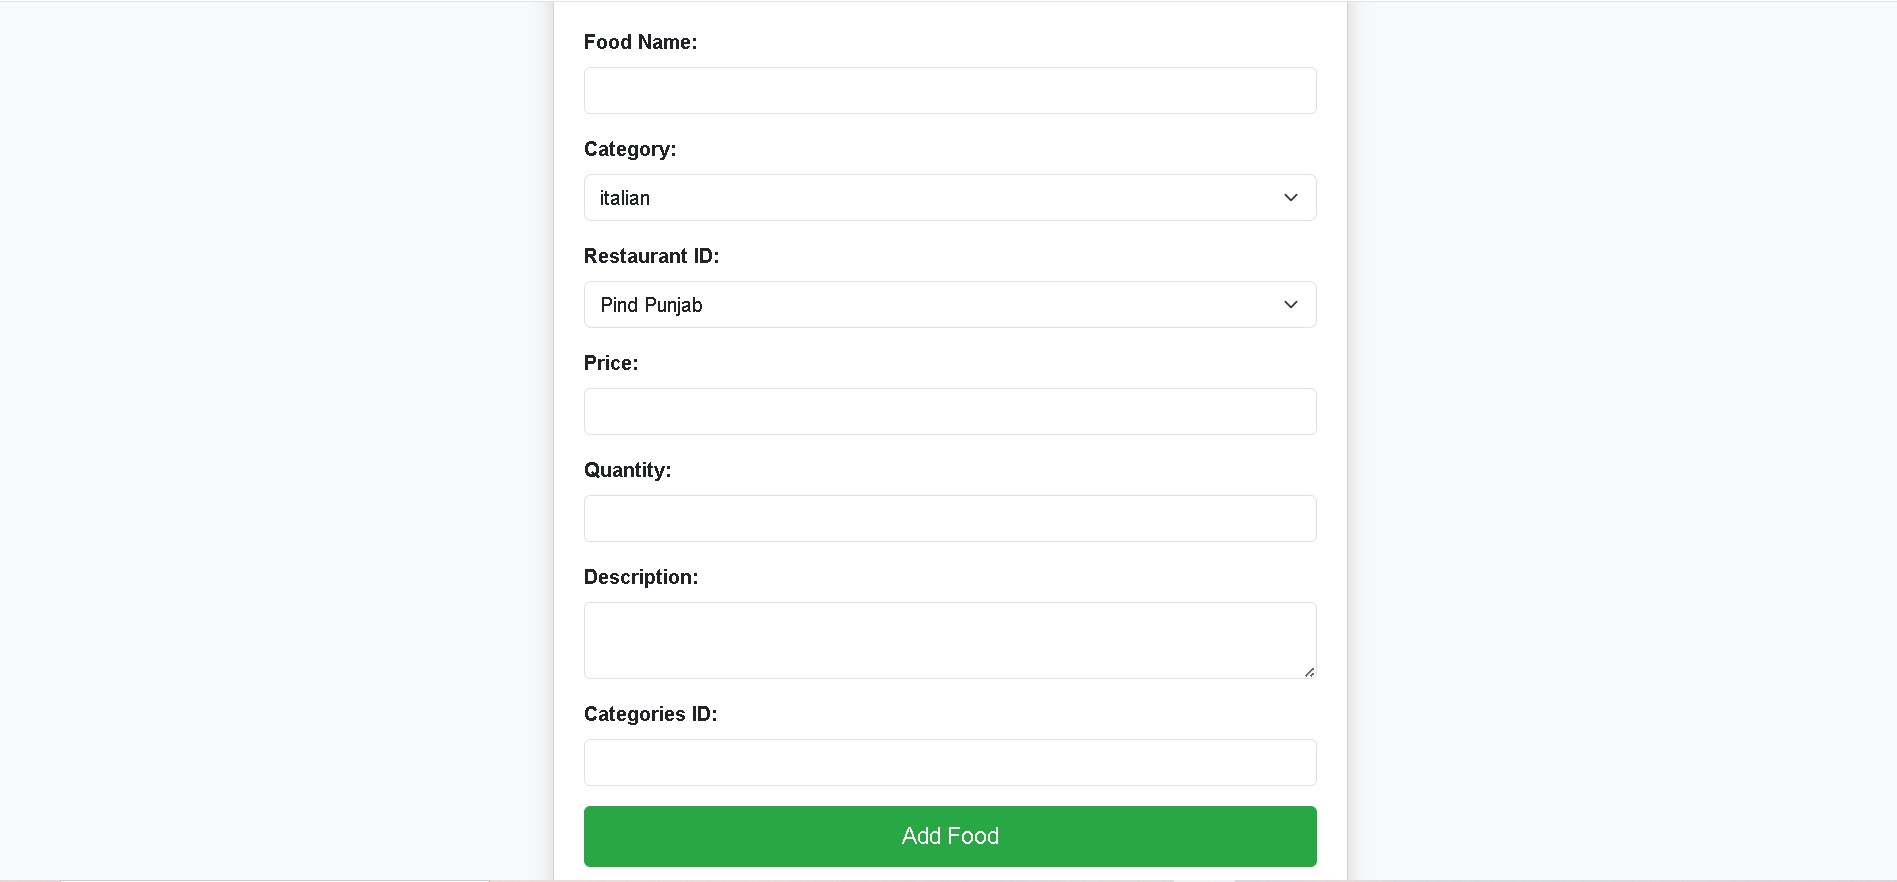 Food Name:
Category:
italian
Restaurant ID:
Pind Punjab
Price:
Quantity:
Description:
Categories ID:
Add Food